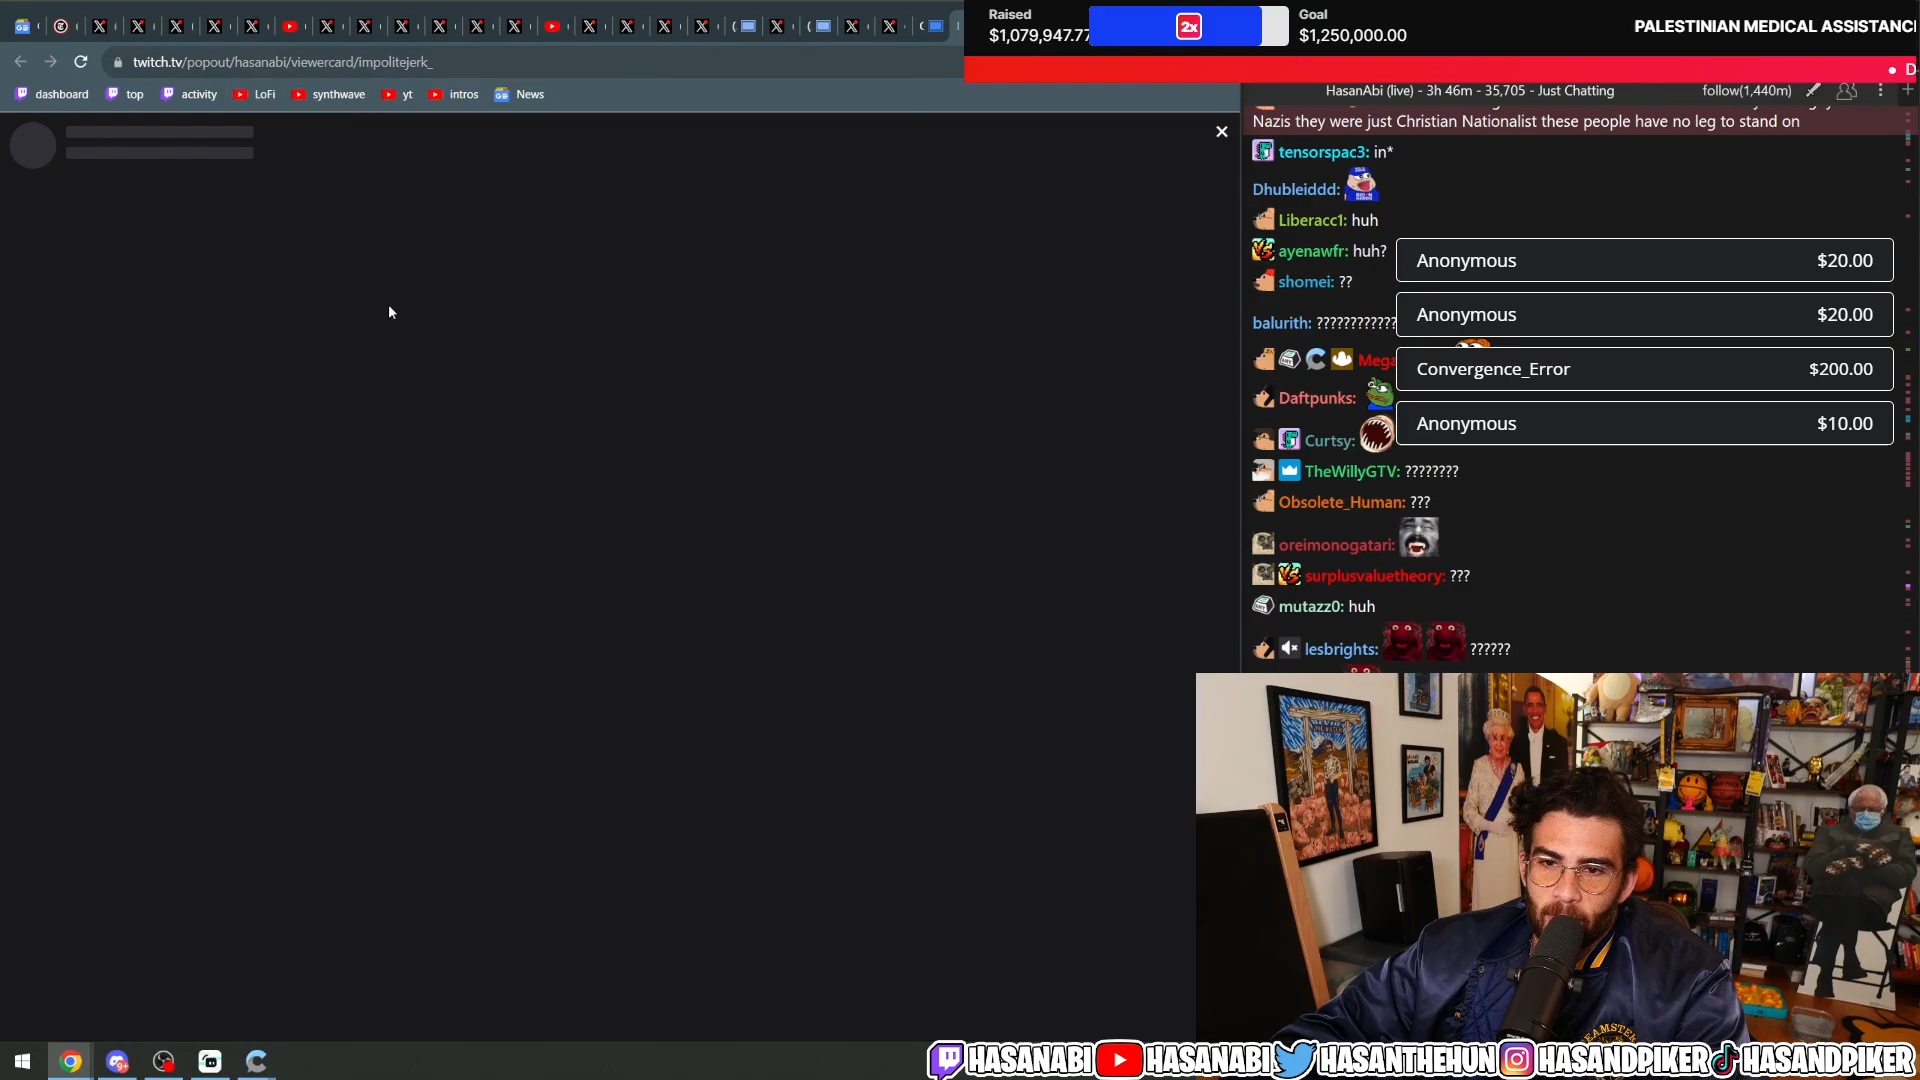 Raised
$1,079,947.77
2x
Goal
$1,250,000.00
PALESTINIAN MEDICAL ASSISTANC
twitch.tv/popout/hasanabi/viewercard/impolitejerk_
dashboard
top
activity
LoFi
synthwave
yt
intros
News
HasanAbi (live) - 3h 46m - 35,705 - Just Chatting
follow(1,440m)
Nazis they were just Christian Nationalist these people have no leg to stand on
tensorspac3: in*
Dhubleiddd:
Liberacc1: huh
ayenawfr: huh?
shomei: ??
balurith: ????????????
Mega
Daftpunks:
Curtsy:
TheWillyGTV: ????????
Obsolete_Human: ???
oreimonogatari:
surplusvaluetheory: ???
mutazz0: huh
lesbrights: ??????
Anonymous $20.00
Anonymous $20.00
Convergence_Error $200.00
Anonymous $10.00
HASANABI HASANABI HASANTHEHUN HASANDPIKER HASANDPIKER